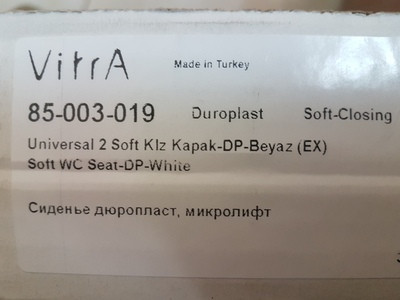 VitrA Made in Turkey
85-003-019 Duroplast Soft-Closing
Universal 2 Soft Klz Kapak-DP-Beyaz (EX)
Soft WC Seat-DP-White
Сиденье дюропласт, микролифт